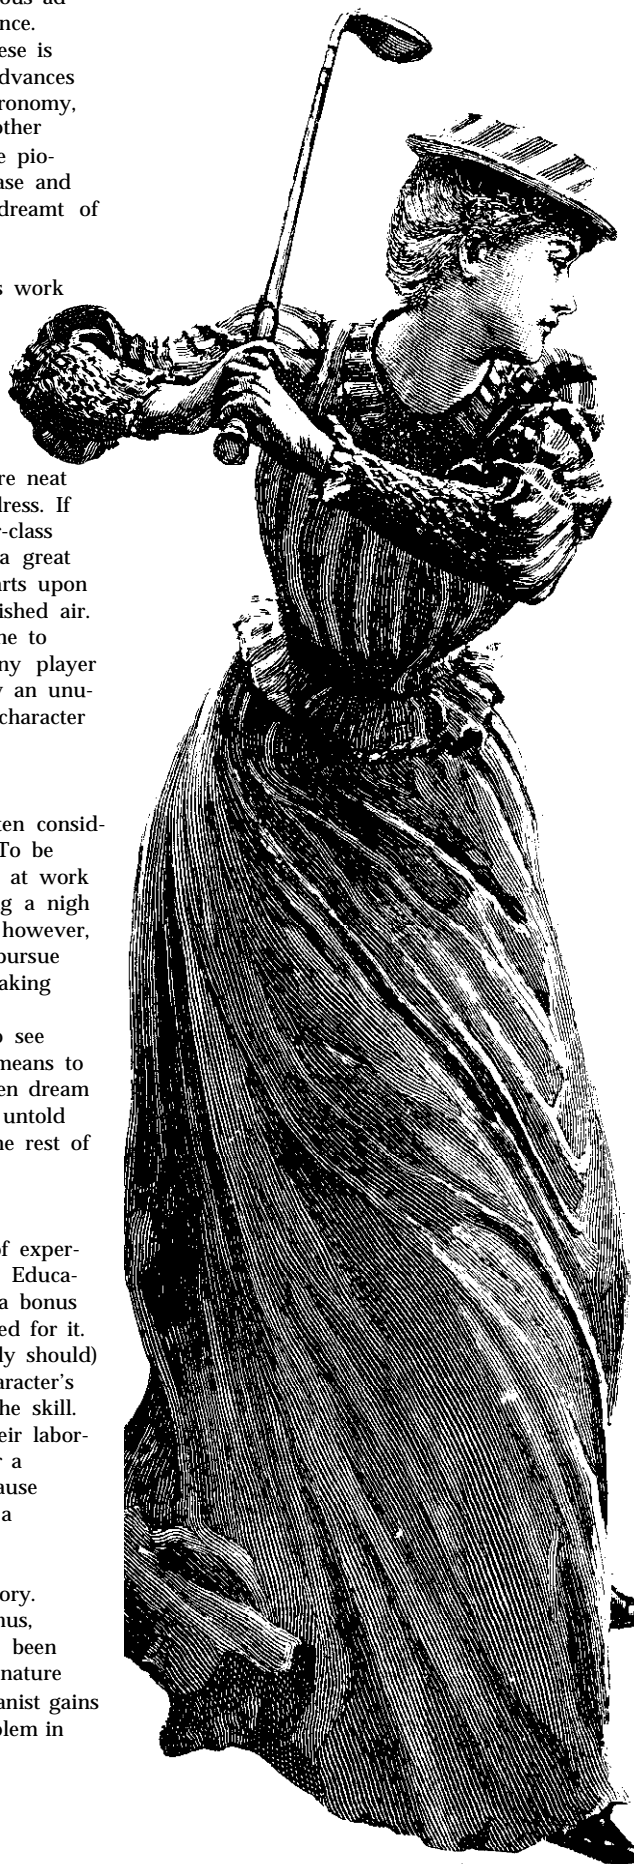 ous ad
nce.
ese is
dvances
ronomy,
other
e pio-
ase and
dreamt of
s work
re neat
lress. If
r-class
a great
arts upon
ished air.
ne to
ny player
y an unu-
character
ten consid-
To be
at work
g a nigh
however,
pursue
aking
o see
means to
en dream
untold
ne rest of
of exper-
Educa-
a bonus
ed for it.
ly should)
aracter's
he skill.
eir labor-
r a
ause
a
ory.
nus,
been
nature
anist gains
blem in